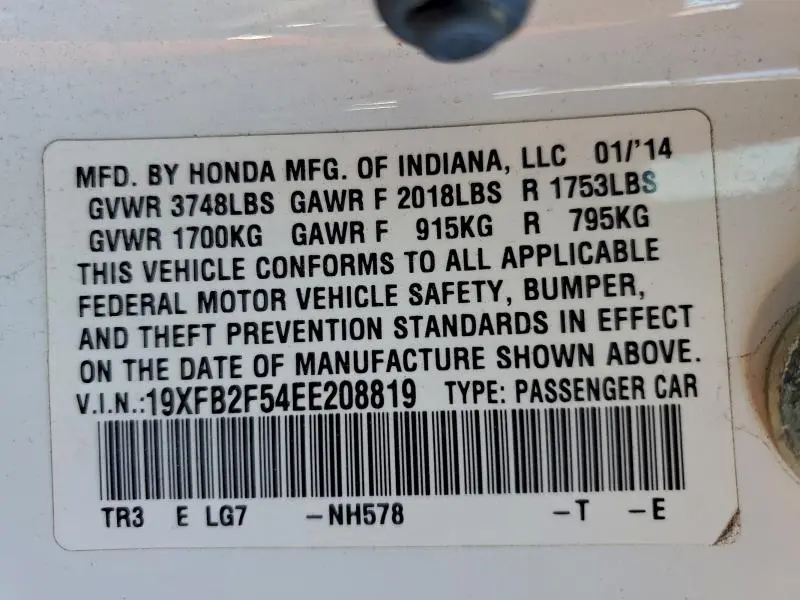 MFD. BY HONDA MFG. OF INDIANA, LLC 01/'14
GVWR 3748LBS GAWR F 2018LBS R 1753LBS
GVWR 1700KG GAWR F 915KG R 795KG
THIS VEHICLE CONFORMS TO ALL APPLICABLE
FEDERAL MOTOR VEHICLE SAFETY, BUMPER,
AND THEFT PREVENTION STANDARDS IN EFFECT
ON THE DATE OF MANUFACTURE SHOWN ABOVE.
V.I.N.:19XFB2F54EE208819 TYPE: PASSENGER CAR
TR3 E LG7 -NH578 -T -E